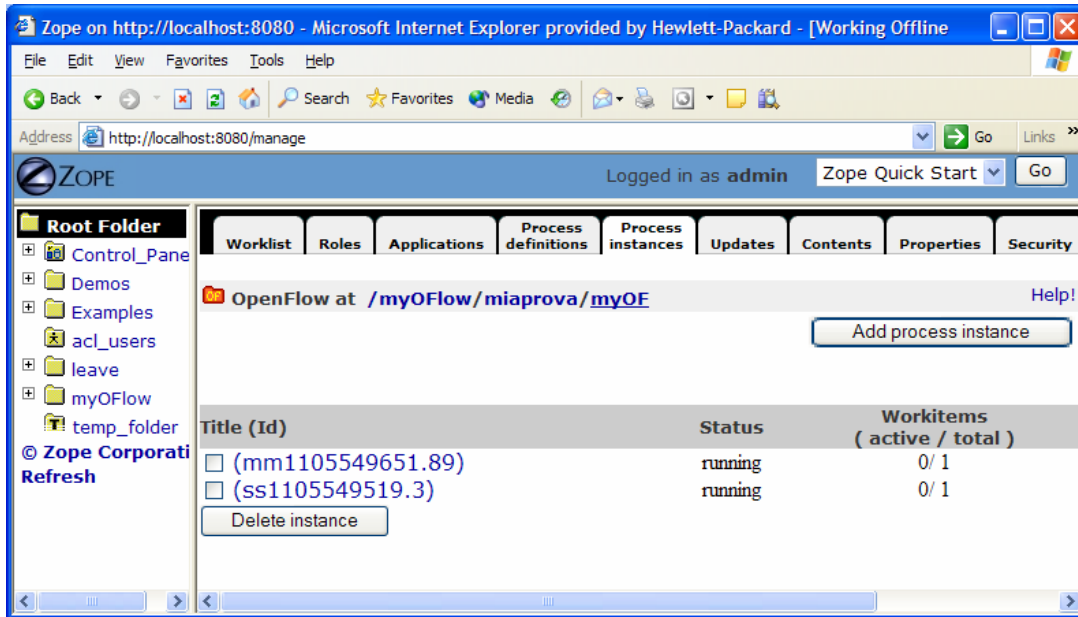 Zope on http://localhost:8080 - Microsoft Internet Explorer provided by Hewlett-Packard - [Working Offline
File Edit View Favorites Tools Help
Back Search Favorites Media
Address http://localhost:8080/manage Go Links »
ZOPE Logged in as admin Zope Quick Start Go
Root Folder
Control_Pane
Demos
Examples
acl_users
leave
myOFlow
temp_folder
© Zope Corporati
Refresh
Worklist Roles Applications Process definitions Process instances Updates Contents Properties Security
OF OpenFlow at /myOFlow/miaprova/myOF Help!
Add process instance
Title (Id) Status Workitems
( active / total )
(mm1105549651.89) running 0/ 1
(ss1105549519.3) running 0/ 1
Delete instance